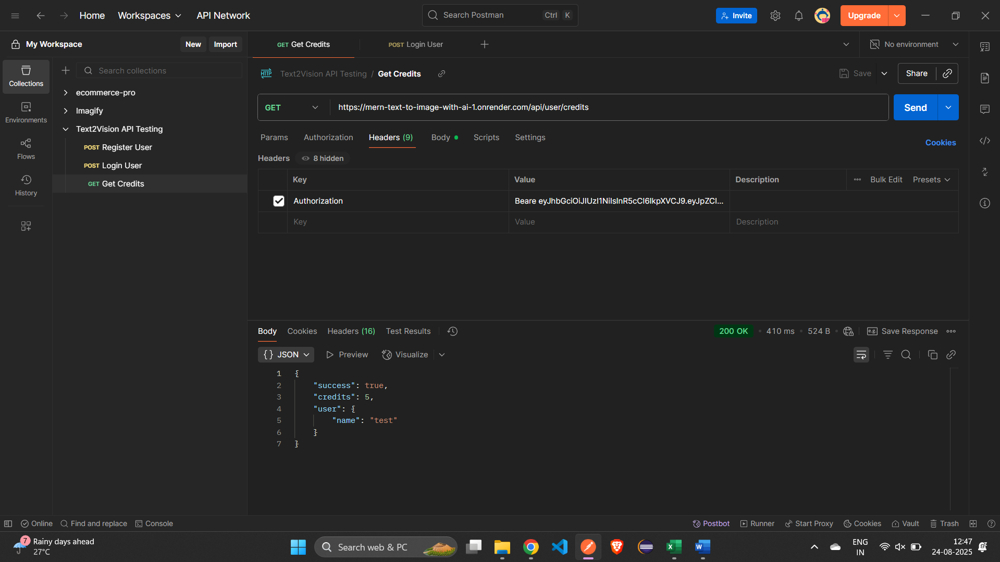 Home Workspaces API Network
Search Postman Ctrl K
Invite Upgrade
My Workspace New Import
GET Get Credits POST Login User No environment
Search collections
Collections
Environments
Flows
History
ecommerce-pro
Imagify
Text2Vision API Testing
POST Register User
POST Login User
GET Get Credits
HTTP Text2Vision API Testing / Get Credits Save Share
GET https://mern-text-to-image-with-ai-1.onrender.com/api/user/credits Send
Params Authorization Headers (9) Body Scripts Settings Cookies
Headers 8 hidden
Key Value Description Bulk Edit Presets
Authorization Beare eyJhbGciOiJIUzI1NiIsInR5cCI6IkpXVCJ9.eyJpZCI...
Key Value Description
Body Cookies Headers (16) Test Results 200 OK • 410 ms • 524 B • e.g. Save Response
{} JSON Preview Visualize
1 {
2 "success": true,
3 "credits": 5,
4 "user": {
5 "name": "test"
6 }
7 }
Online Find and replace Console Postbot Runner Start Proxy Cookies Vault Trash
7 Rainy days ahead
27°C
Search web & PC
ENG
IN
12:47
24-08-2025